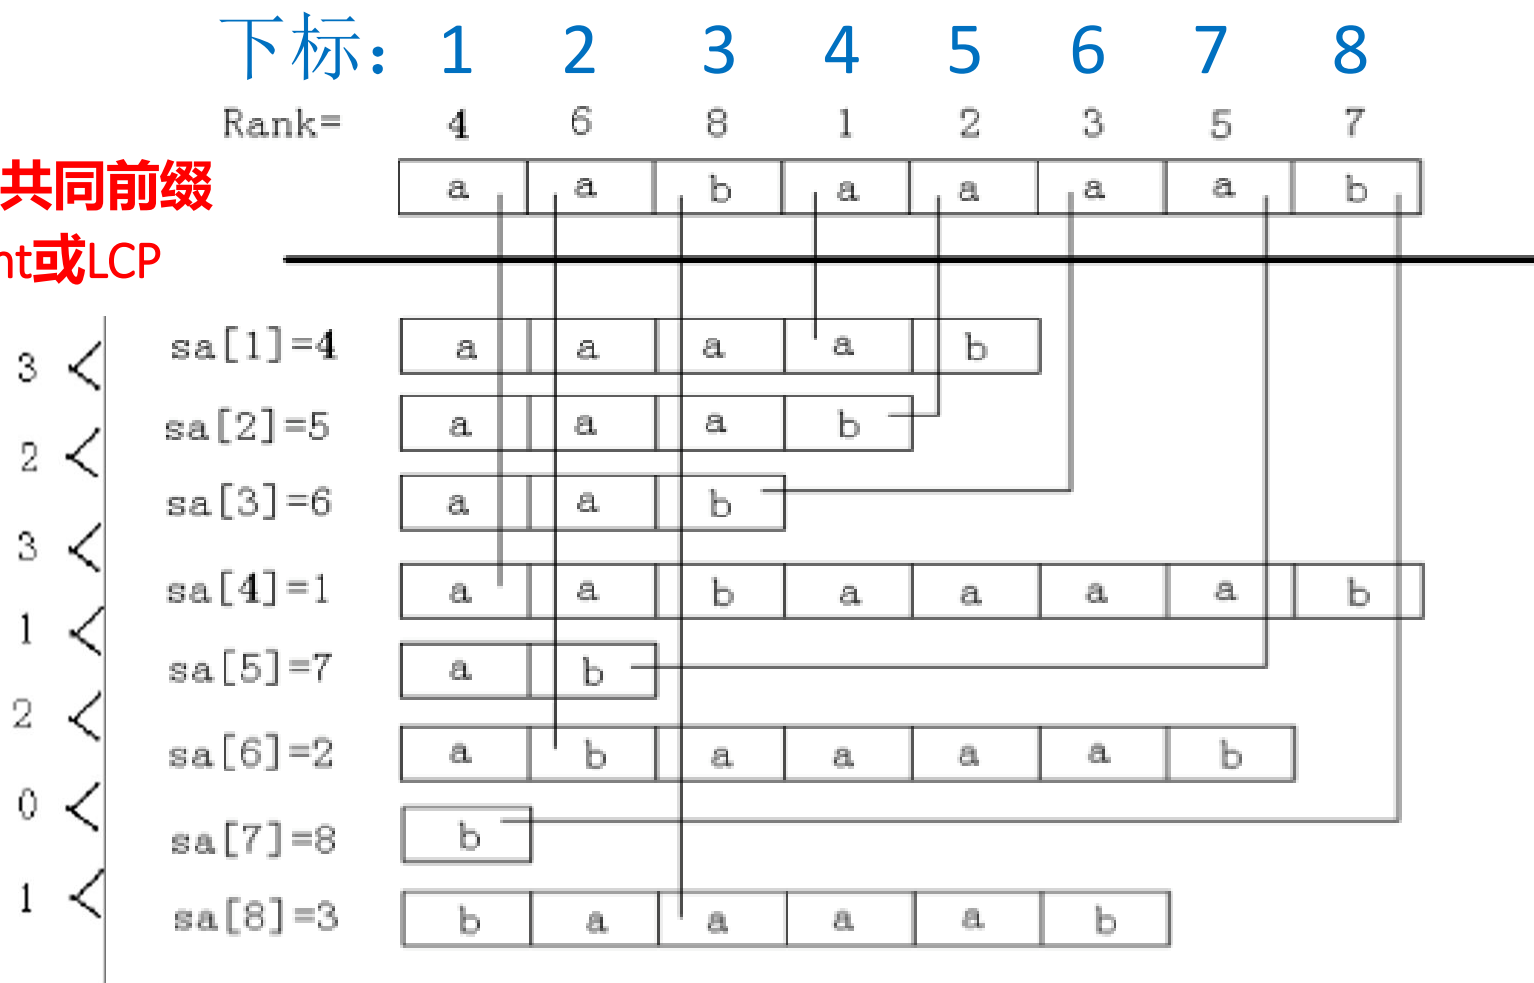 下标： 1 2 3 4 5 6 7 8
Rank= 4 6 8 1 2 3 5 7
共同前缀
a a b a a a a b
nt或LCP
sa[1]=4 a a a a b
3
sa[2]=5 a a a b
2
sa[3]=6 a a b
3
sa[4]=1 a a b a a a a b
1
sa[5]=7 a b
2
sa[6]=2 a b a a a a b
0
sa[7]=8 b
1
sa[8]=3 b a a a a b